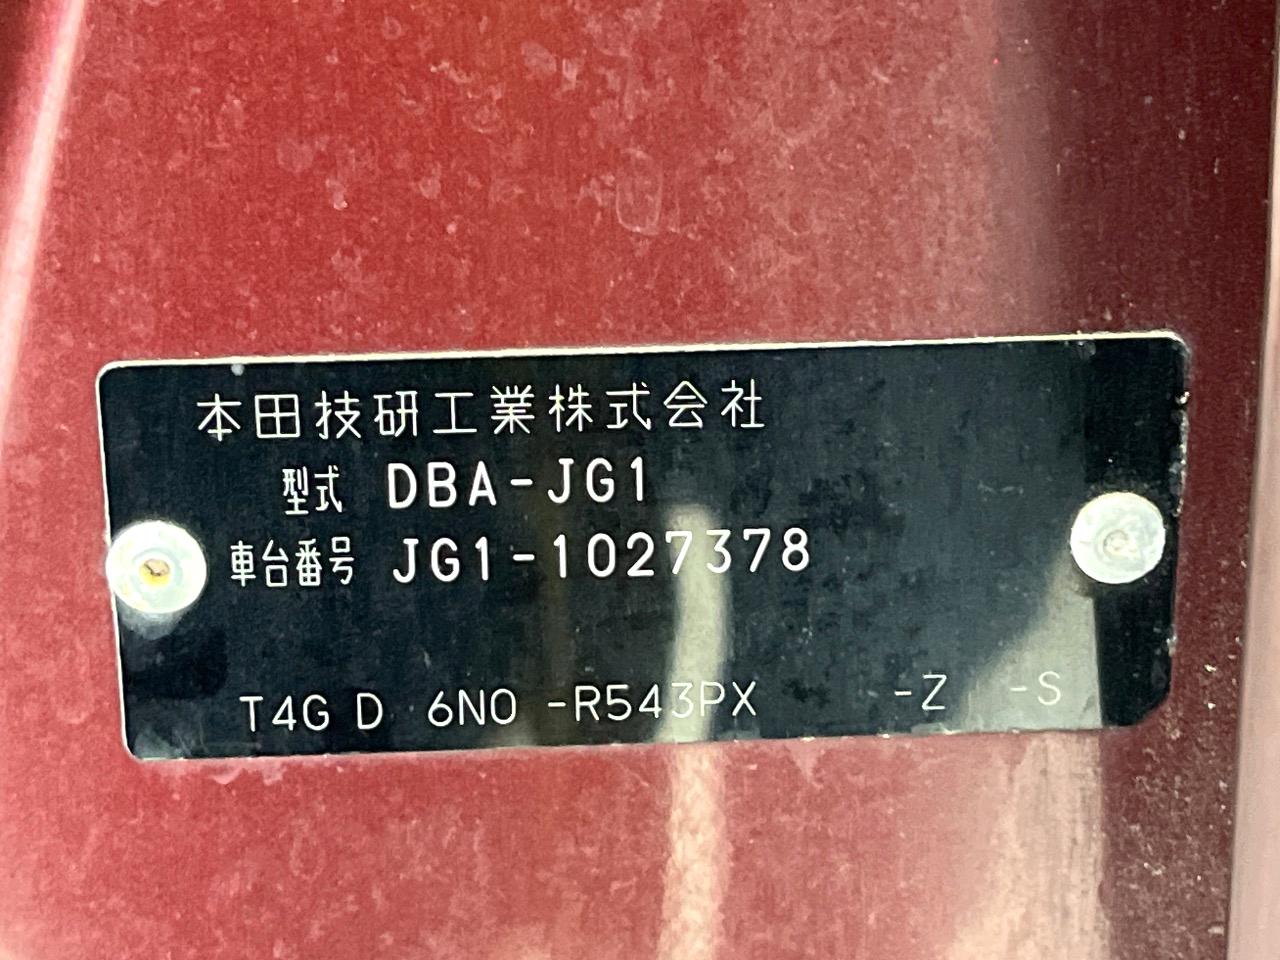 本田技研工業株式会社
型式 DBA-JG1
車台番号 JG1-1027378
T4G D 6N0 -R543PX -Z -S